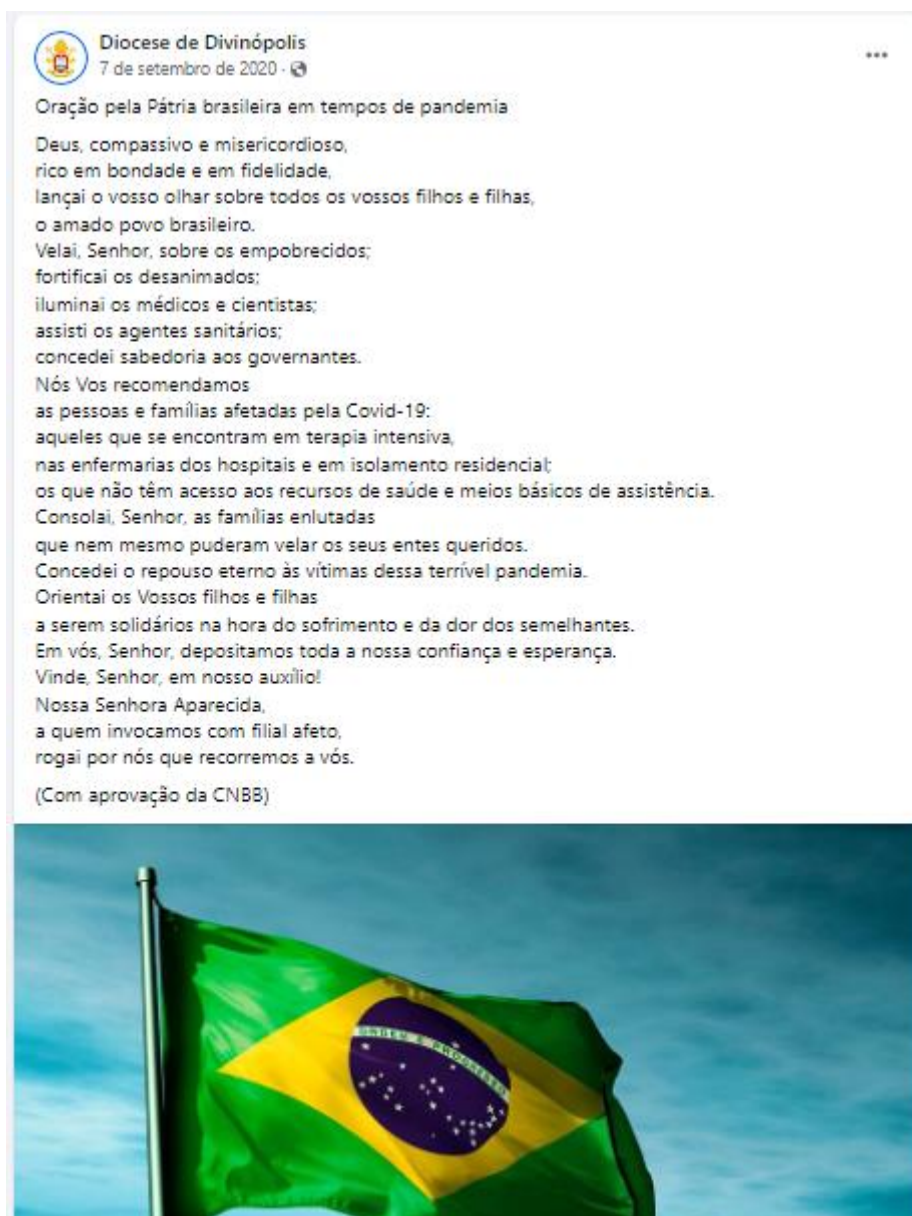 Diocese de Divinópolis
7 de setembro de 2020 ·
Oração pela Pátria brasileira em tempos de pandemia
Deus, compassivo e misericordioso,
rico em bondade e em fidelidade,
lançai o vosso olhar sobre todos os vossos filhos e filhas,
o amado povo brasileiro.
Velai, Senhor, sobre os empobrecidos;
fortificai os desanimados;
iluminai os médicos e cientistas;
assisti os agentes sanitários;
concedei sabedoria aos governantes.
Nós Vos recomendamos
as pessoas e famílias afetadas pela Covid-19:
aqueles que se encontram em terapia intensiva,
nas enfermarias dos hospitais e em isolamento residencial;
os que não têm acesso aos recursos de saúde e meios básicos de assistência.
Consolai, Senhor, as famílias enlutadas
que nem mesmo puderam velar os seus entes queridos.
Concedei o repouso eterno às vítimas dessa terrível pandemia.
Orientai os Vossos filhos e filhas
a serem solidários na hora do sofrimento e da dor dos semelhantes.
Em vós, Senhor, depositamos toda a nossa confiança e esperança.
Vinde, Senhor, em nosso auxílio!
Nossa Senhora Aparecida,
a quem invocamos com filial afeto,
rogai por nós que recorremos a vós.
(Com aprovação da CNBB)
ORDEM E PROGRESSO